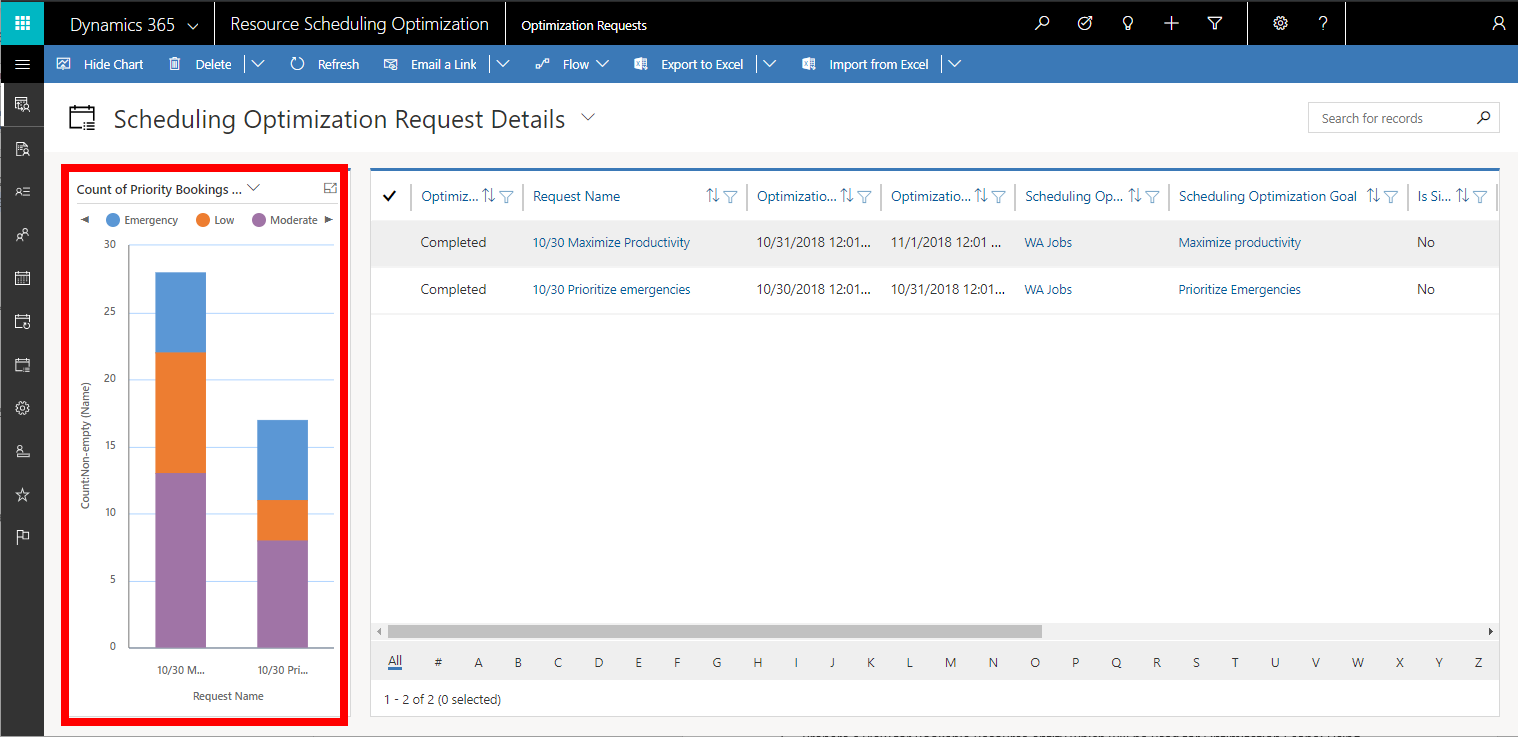 Dynamics 365 Resource Scheduling Optimization Optimization Requests ?
Hide Chart Delete Refresh Email a Link Flow Export to Excel Import from Excel
Scheduling Optimization Request Details Search for records
Count of Priority Bookings ...
Emergency Low Moderate
30
25
20
15
10
5
0
Count:Non-empty (Name)
10/30 M... 10/30 Pri...
Request Name
Optimiz... Request Name Optimizatio... Optimizatio... Scheduling Op... Scheduling Optimization Goal Is Si...
Completed 10/30 Maximize Productivity 10/31/2018 12:01... 11/1/2018 12:01 ... WA Jobs Maximize productivity No
Completed 10/30 Prioritize emergencies 10/30/2018 12:01... 10/31/2018 12:01... WA Jobs Prioritize Emergencies No
All # A B C D E F G H I J K L M N O P Q R S T U V W X Y Z
1 - 2 of 2 (0 selected)